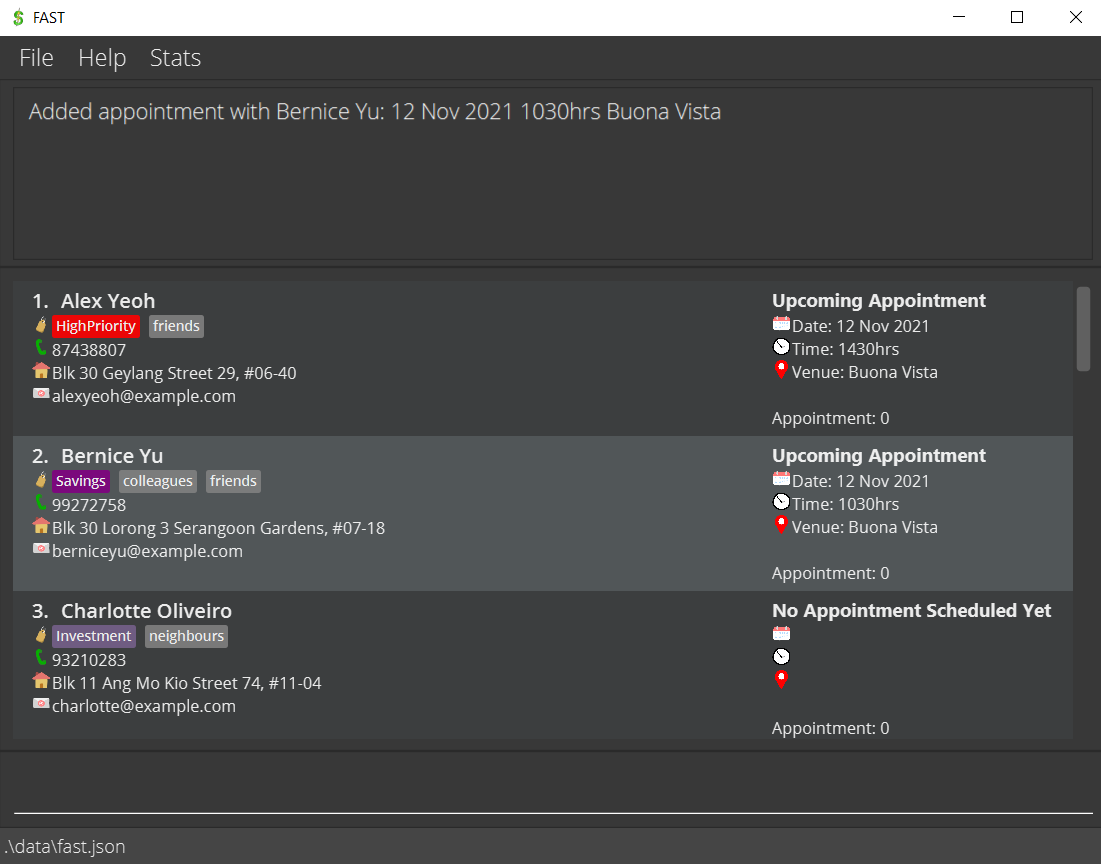 FAST
File Help Stats
Added appointment with Bernice Yu: 12 Nov 2021 1030hrs Buona Vista
1. Alex Yeoh
HighPriority friends
87438807
Blk 30 Geylang Street 29, #06-40
alexyeoh@example.com
Upcoming Appointment
Date: 12 Nov 2021
Time: 1430hrs
Venue: Buona Vista
Appointment: 0
2. Bernice Yu
Savings colleagues friends
99272758
Blk 30 Lorong 3 Serangoon Gardens, #07-18
berniceyu@example.com
Upcoming Appointment
Date: 12 Nov 2021
Time: 1030hrs
Venue: Buona Vista
Appointment: 0
3. Charlotte Oliveiro
Investment neighbours
93210283
Blk 11 Ang Mo Kio Street 74, #11-04
charlotte@example.com
No Appointment Scheduled Yet
Appointment: 0
.\data\fast.json